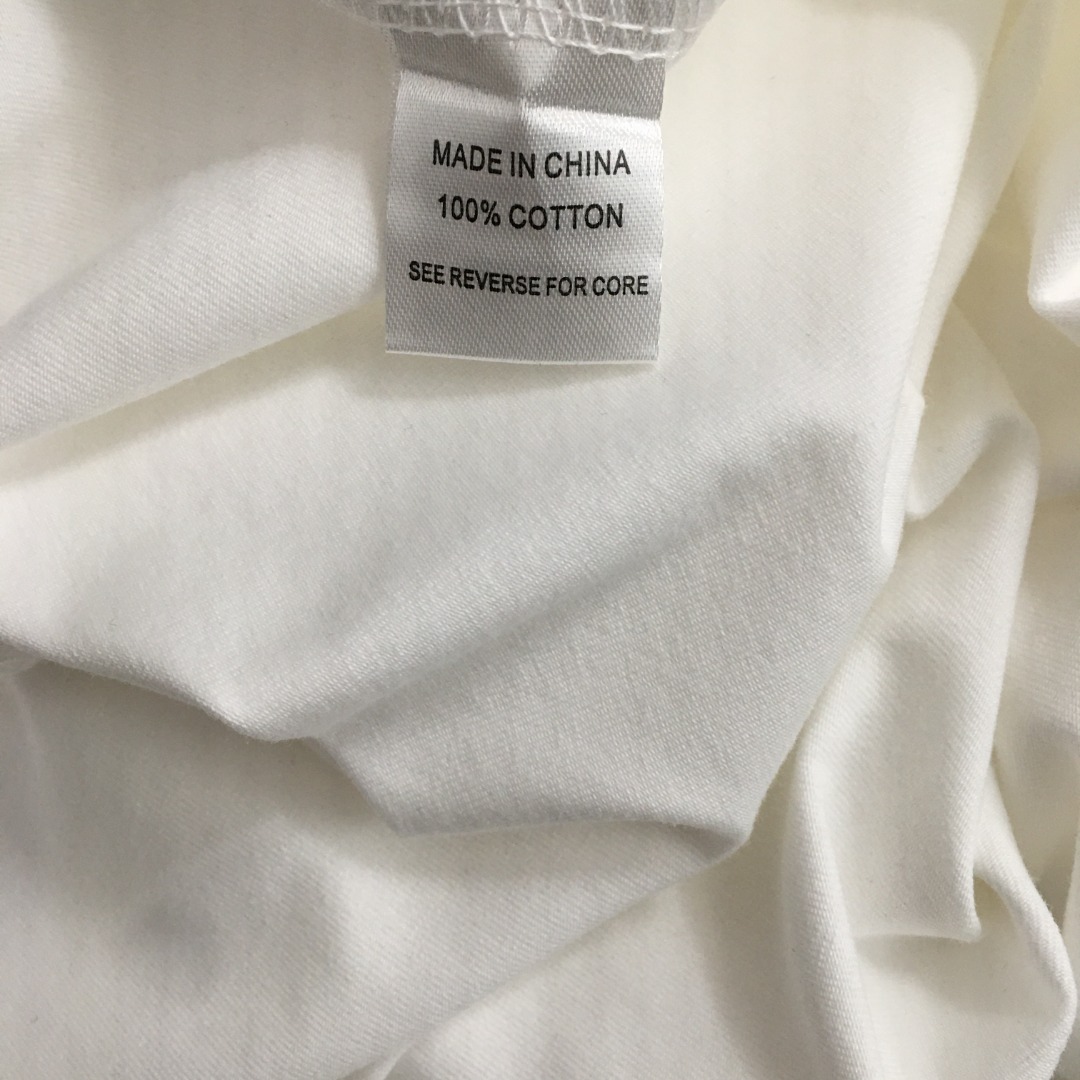 MADE IN CHINA
100% COTTON
SEE REVERSE FOR CORE